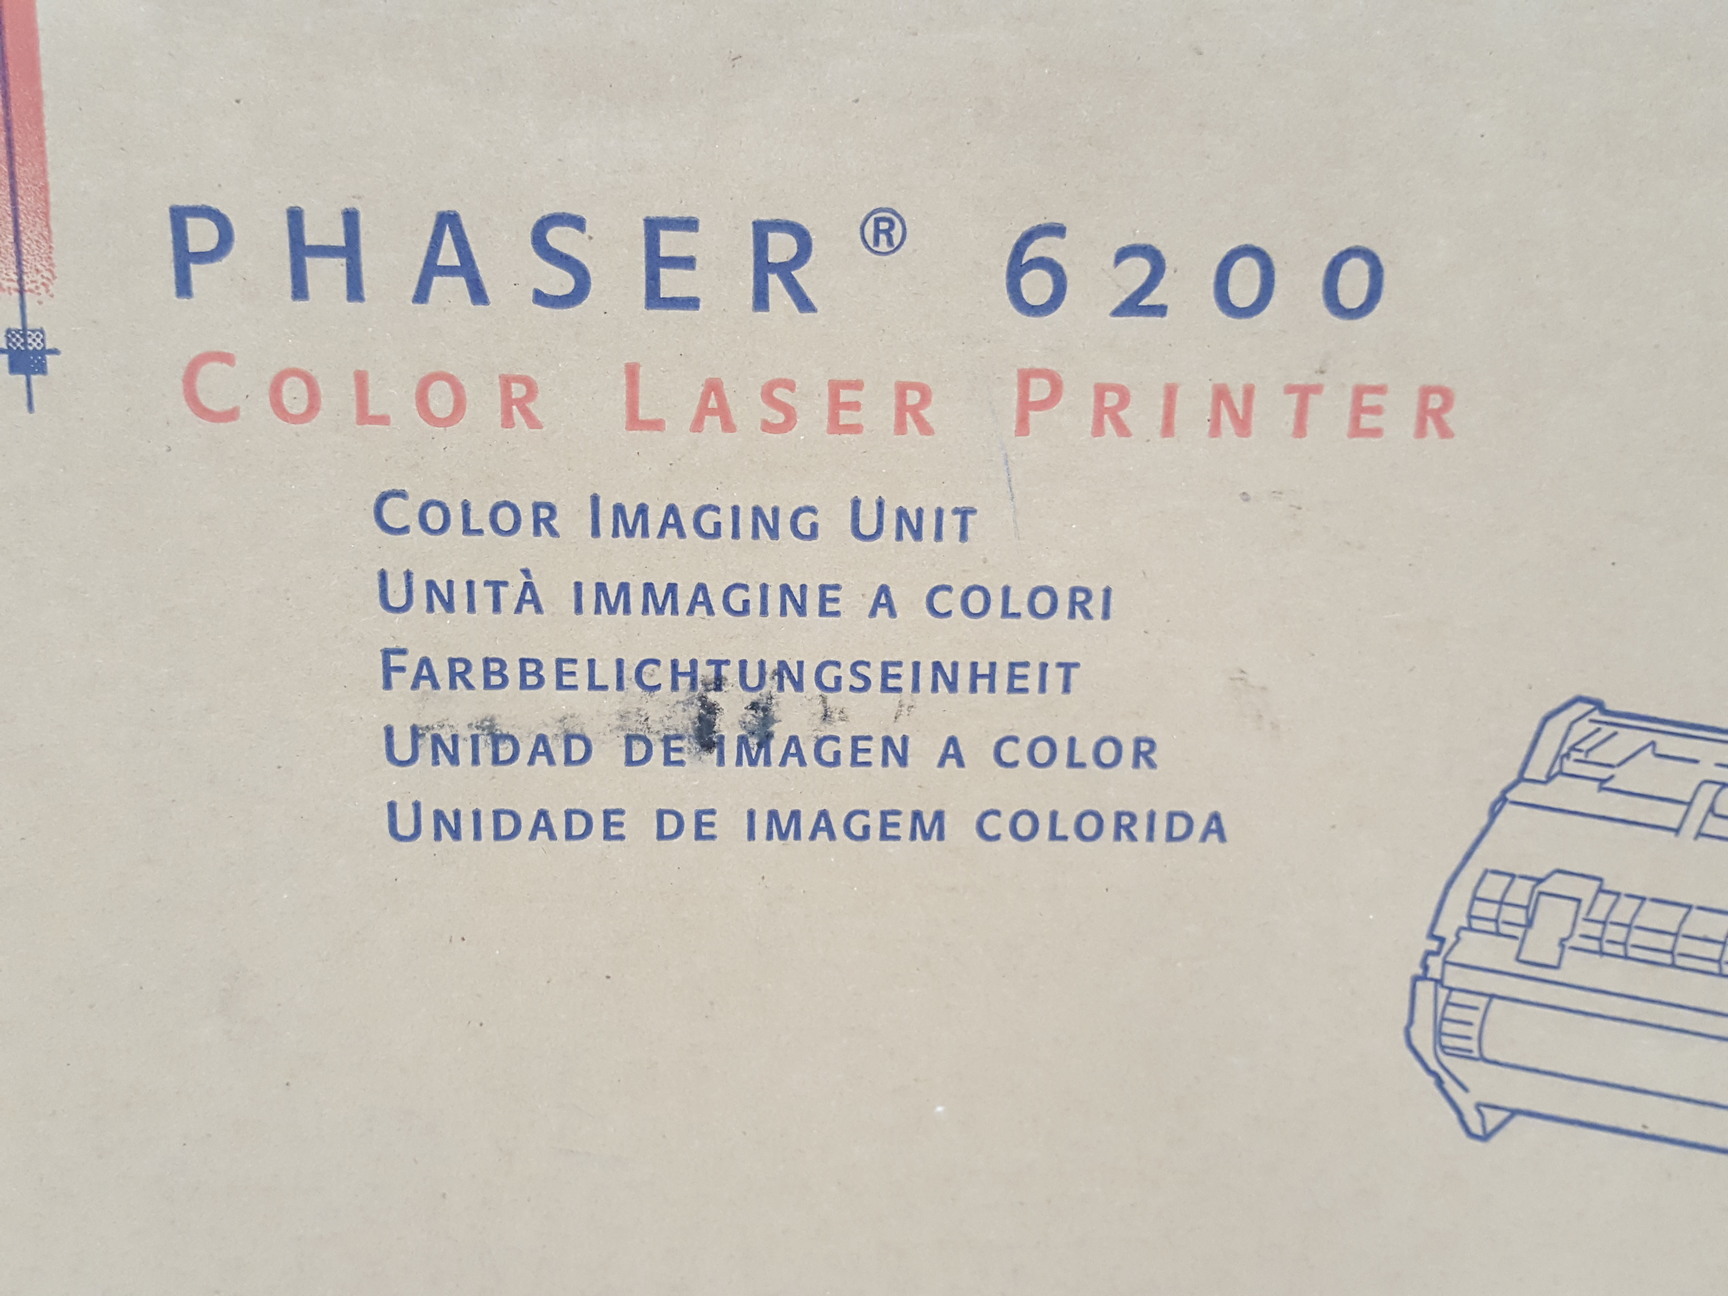 PHASER® 6200
COLOR LASER PRINTER
COLOR IMAGING UNIT
UNITÀ IMMAGINE A COLORI
FARBBELICHTUNGSEINHEIT
UNIDAD DE IMAGEN A COLOR
UNIDADE DE IMAGEM COLORIDA